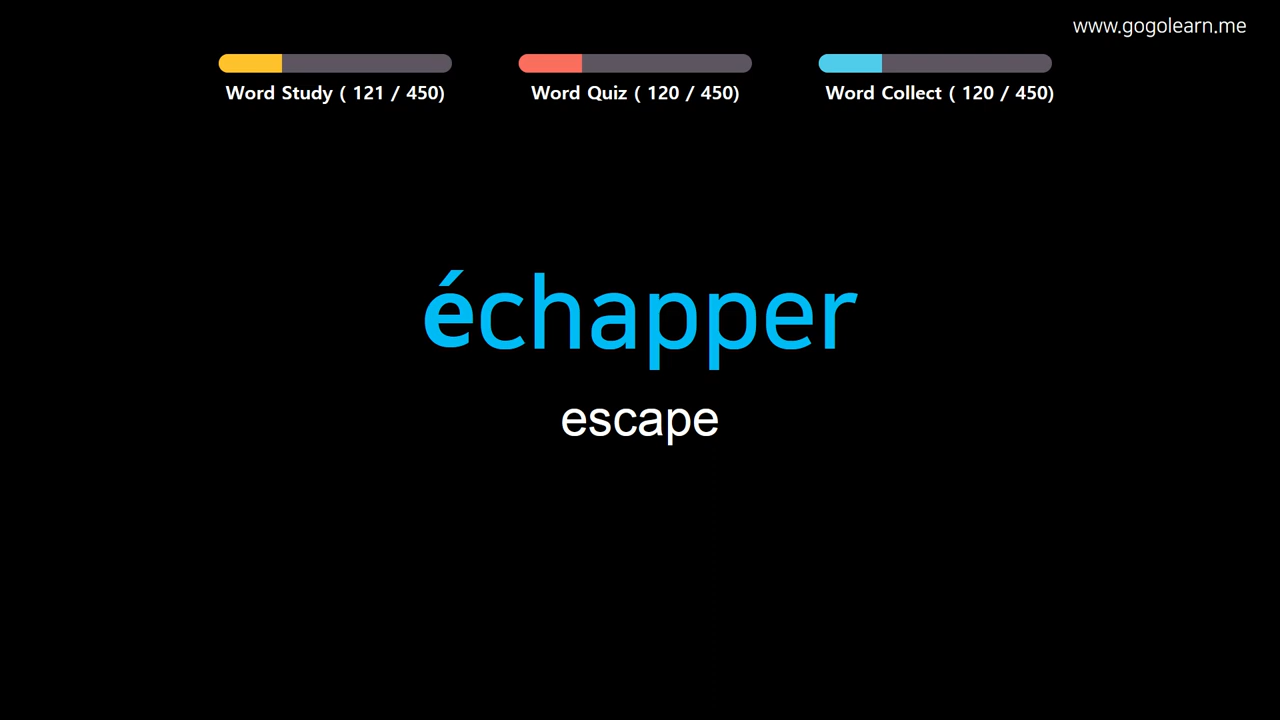 www.gogolearn.me
Word Study ( 121 / 450)
Word Quiz ( 120 / 450)
Word Collect ( 120 / 450)
échapper
escape